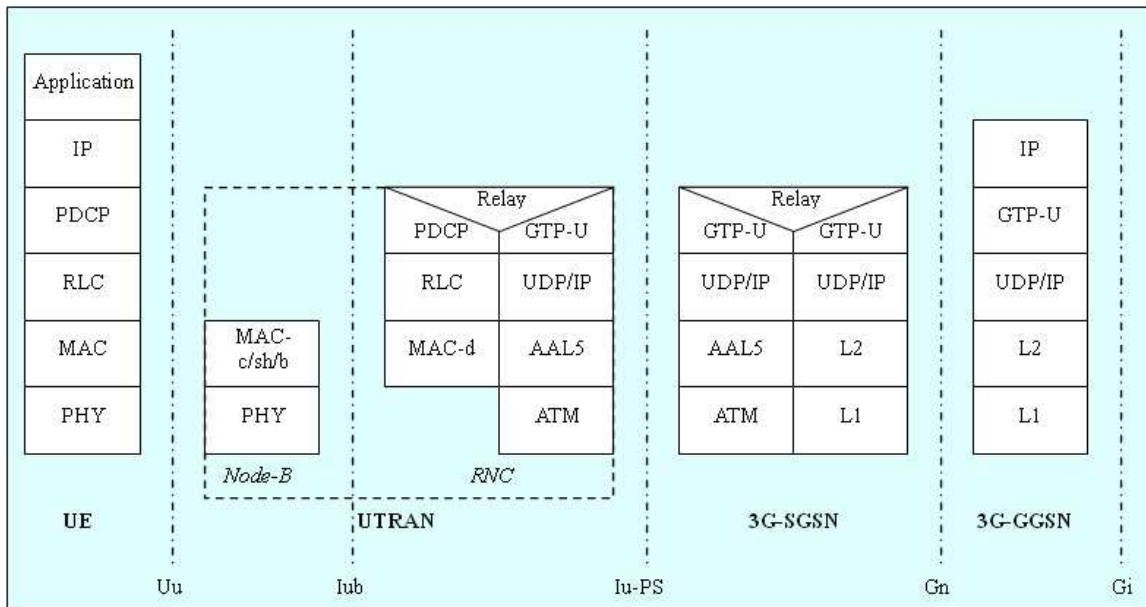 Application
IP
PDCP
RLC
MAC
PHY
MAC-
c/sh/b
PHY
Relay
PDCP
GTP-U
RLC
UDP/IP
MAC-d
AAL5
ATM
Relay
GTP-U
GTP-U
UDP/IP
UDP/IP
AAL5
L2
ATM
L1
IP
GTP-U
UDP/IP
L2
L1
Node-B
RNC
UE
UTRAN
3G-SGSN
3G-GGSN
Uu
Iub
Iu-PS
Gn
Gi